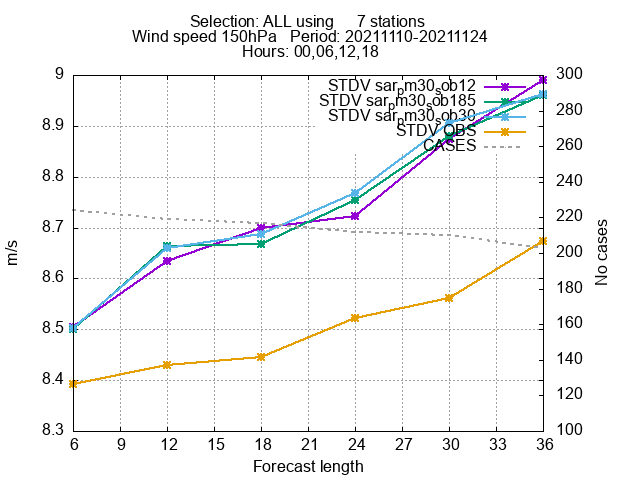 Selection: ALL using 7 stations
Wind speed 150hPa Period: 20211110-20211124
Hours: 00,06,12,18
9
8.9
8.8
8.7
8.6
8.5
8.4
8.3
m/s
STDV sarpm30sob12
STDV sarpm30sob185
STDV sarpm30sob30
STDV OBS
CASES
300
280
260
240
220
200
180
160
140
120
100
No cases
6 9 12 15 18 21 24 27 30 33 36
Forecast length